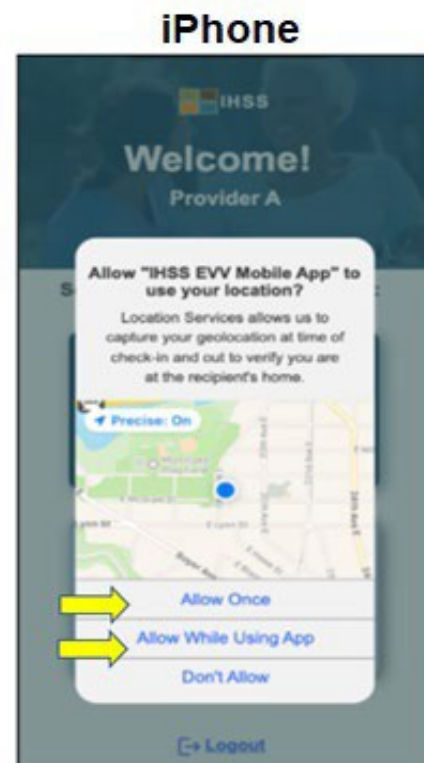 iPhone
IHSS
Welcome!
Provider A
Allow "IHSS EVV Mobile App" to
use your location?
Location Services allows us to
capture your geolocation at time of
check-in and out to verify you are
at the recipient's home.
Precise: On
E Lynn St
Allow Once
Allow While Using App
Don't Allow
Logout